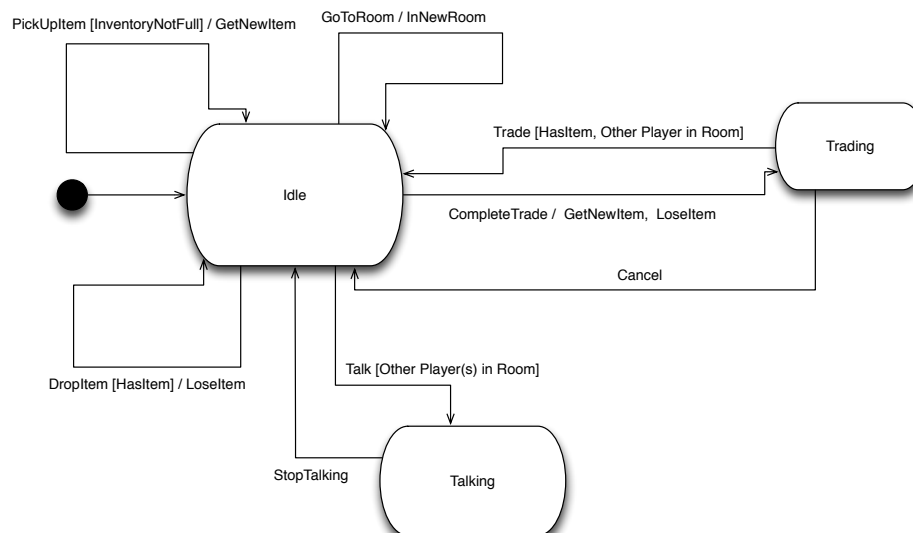 PickUpItem [InventoryNotFull] / GetNewItem
GoToRoom / InNewRoom
Trade [HasItem, Other Player in Room]
Trading
Idle
CompleteTrade /  GetNewItem,  LoseItem
Cancel
Talk [Other Player(s) in Room]
DropItem [HasItem] / LoseItem
StopTalking
Talking